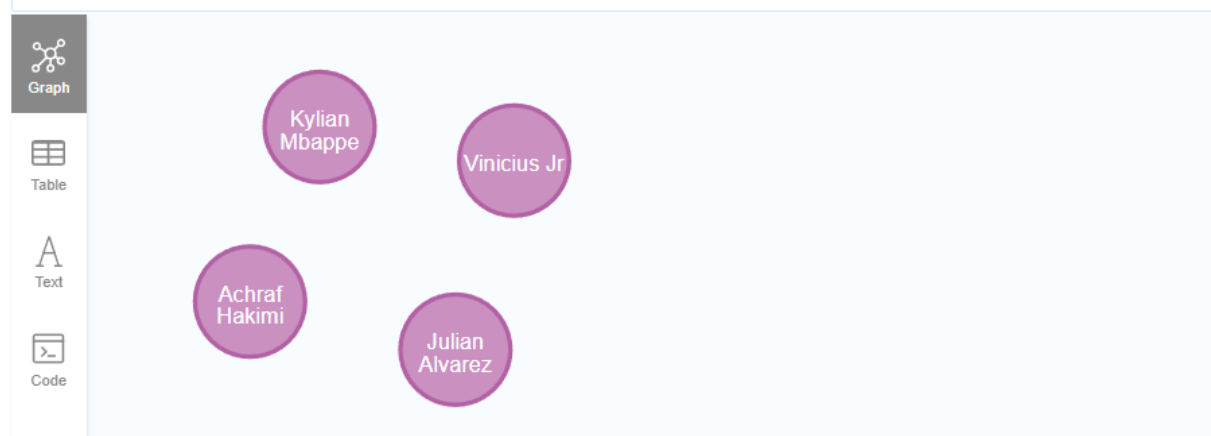 Graph
Table
Text
Code
Kylian
Mbappe
Vinicius Jr
Achraf
Hakimi
Julian
Alvarez